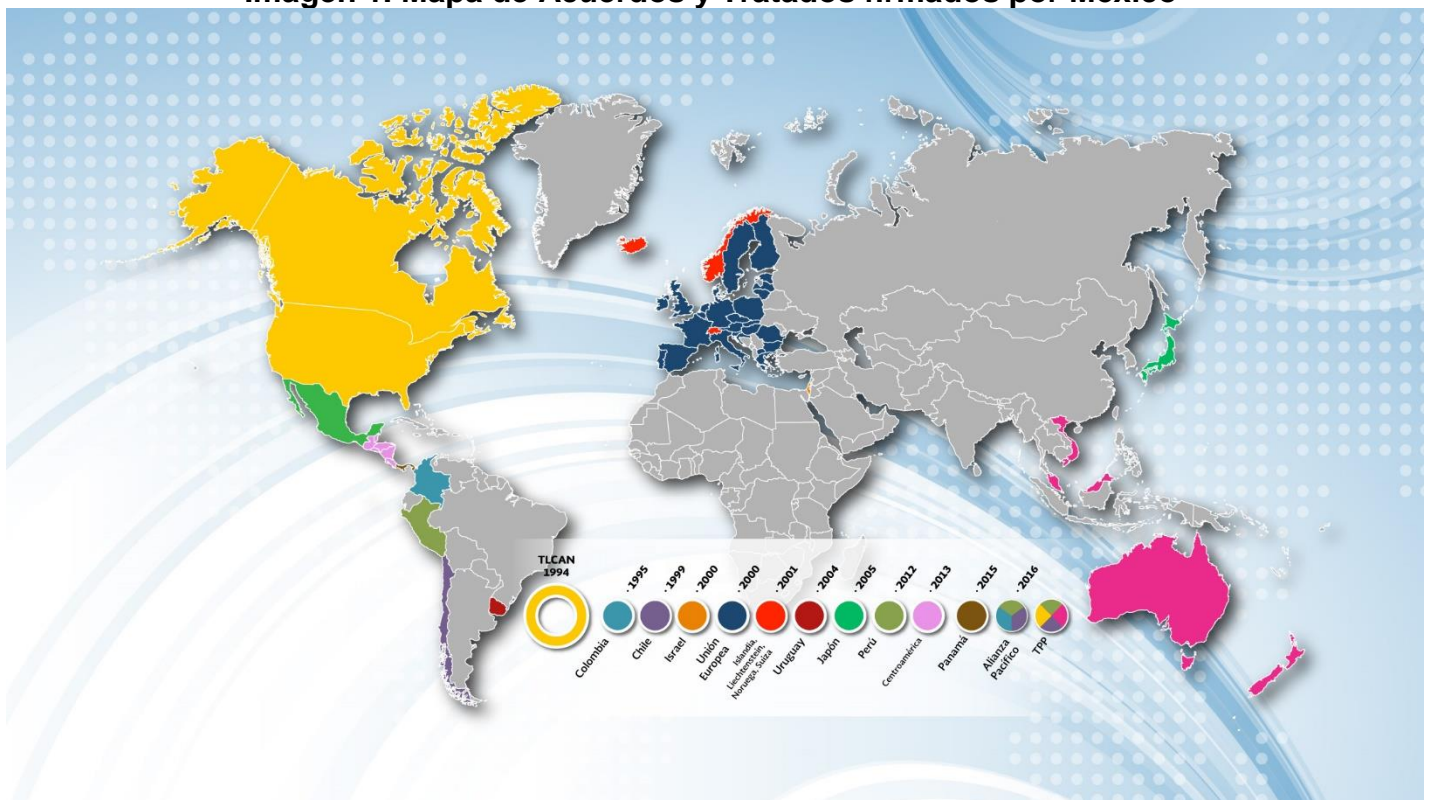 Imagen 1. Mapa de Acuerdos y Tratados firmados por México
TLCAN
1994
· 1995
· 1999
· 2000
· 2000
· 2001
· 2004
· 2005
· 2012
· 2013
· 2015
· 2016
Colombia
Chile
Israel
Unión
Europea
Islandia,
Liechtenstein,
Noruega, Suiza
Uruguay
Japón
Perú
Centroamérica
Panamá
Alianza
Pacífico
TPP